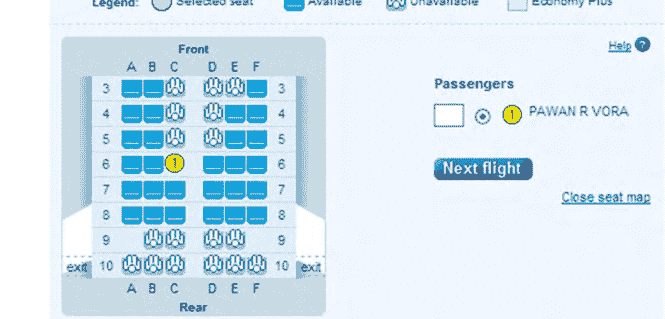 Legend: Selected seat Available Unavailable Economy Plus
Help ?
Front
A B C D E F
3 3
4 4
5 5
6 1 6
7 7
8 8
9 9
exit 10 10 exit
A B C D E F
Rear
Passengers
1 PAWAN R VORA
Next flight
Close seat map